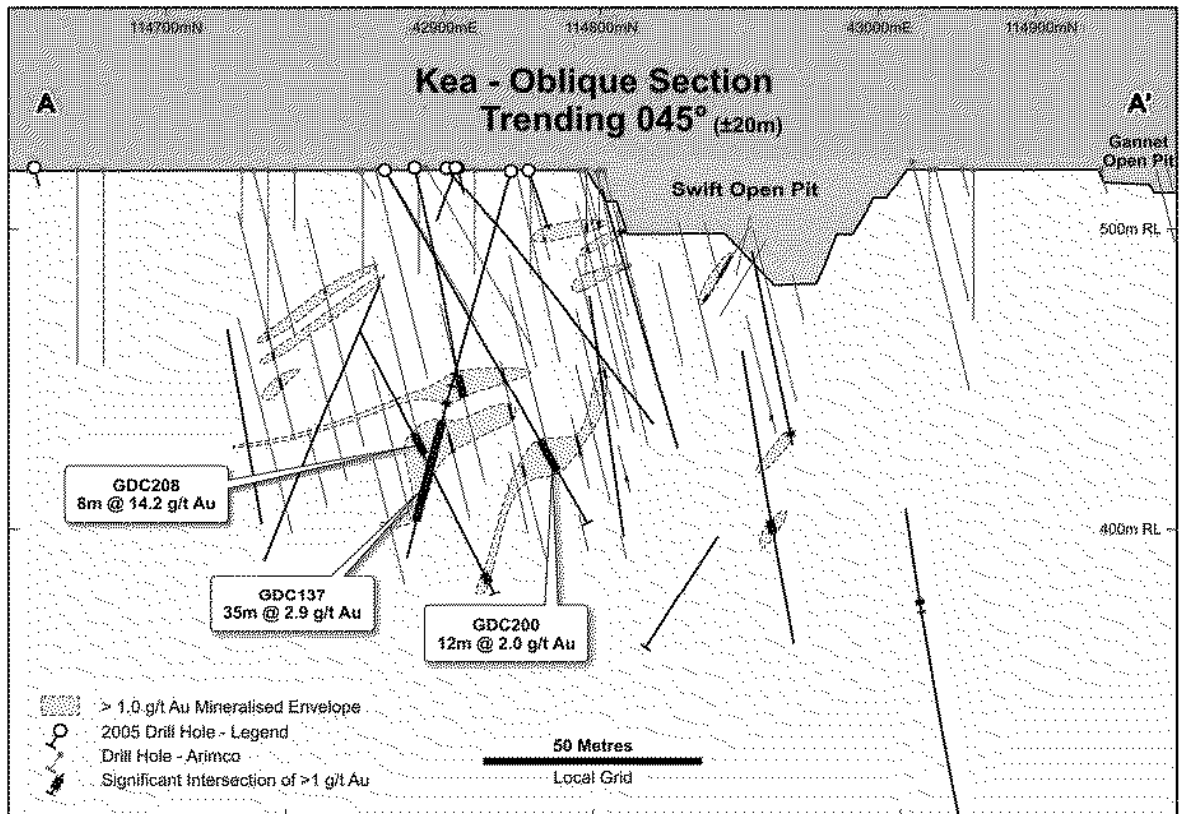 114700mN 42900mE 114800mN 43000mE 114900mN
Kea - Oblique Section
Trending 045° (±20m)
A
A'
Gannet
Open Pit
Swift Open Pit
500m RL
400m RL
GDC208
8m @ 14.2 g/t Au
GDC137
35m @ 2.9 g/t Au
GDC200
12m @ 2.0 g/t Au
> 1.0 g/t Au Mineralised Envelope
2005 Drill Hole - Legend
Drill Hole - Arimco
Significant Intersection of >1 g/t Au
50 Metres
Local Grid